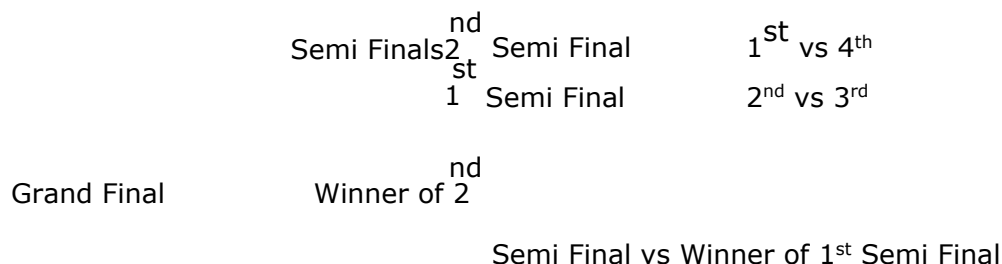 Semi Finals 2nd Semi Final 1st vs 4th
1st Semi Final 2nd vs 3rd
Grand Final Winner of 2nd
Semi Final vs Winner of 1st Semi Final